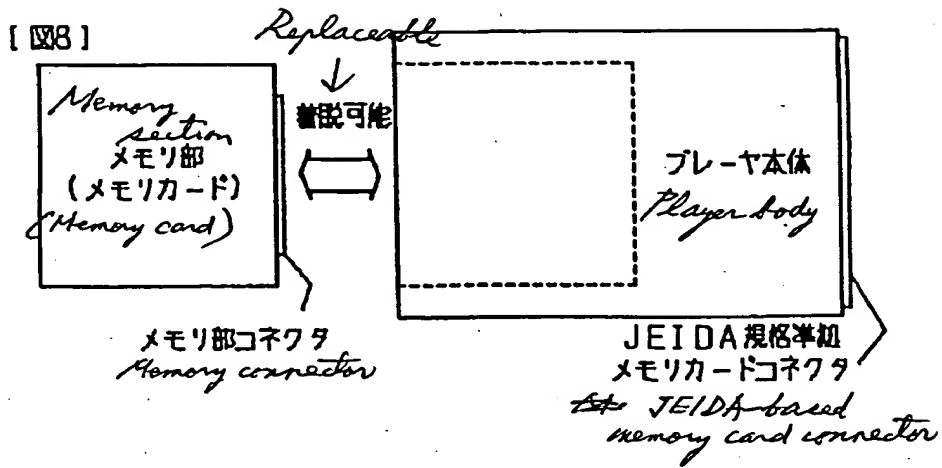 [図8]
Replaceable
着脱可能
Memory
section
メモリ部
(メモリカード)
(Memory card)
プレーヤ本体
Player body
メモリ部コネクタ
Memory connector
JEIDA規格準拠
メモリカードコネクタ
JEIDA-based
memory card connector